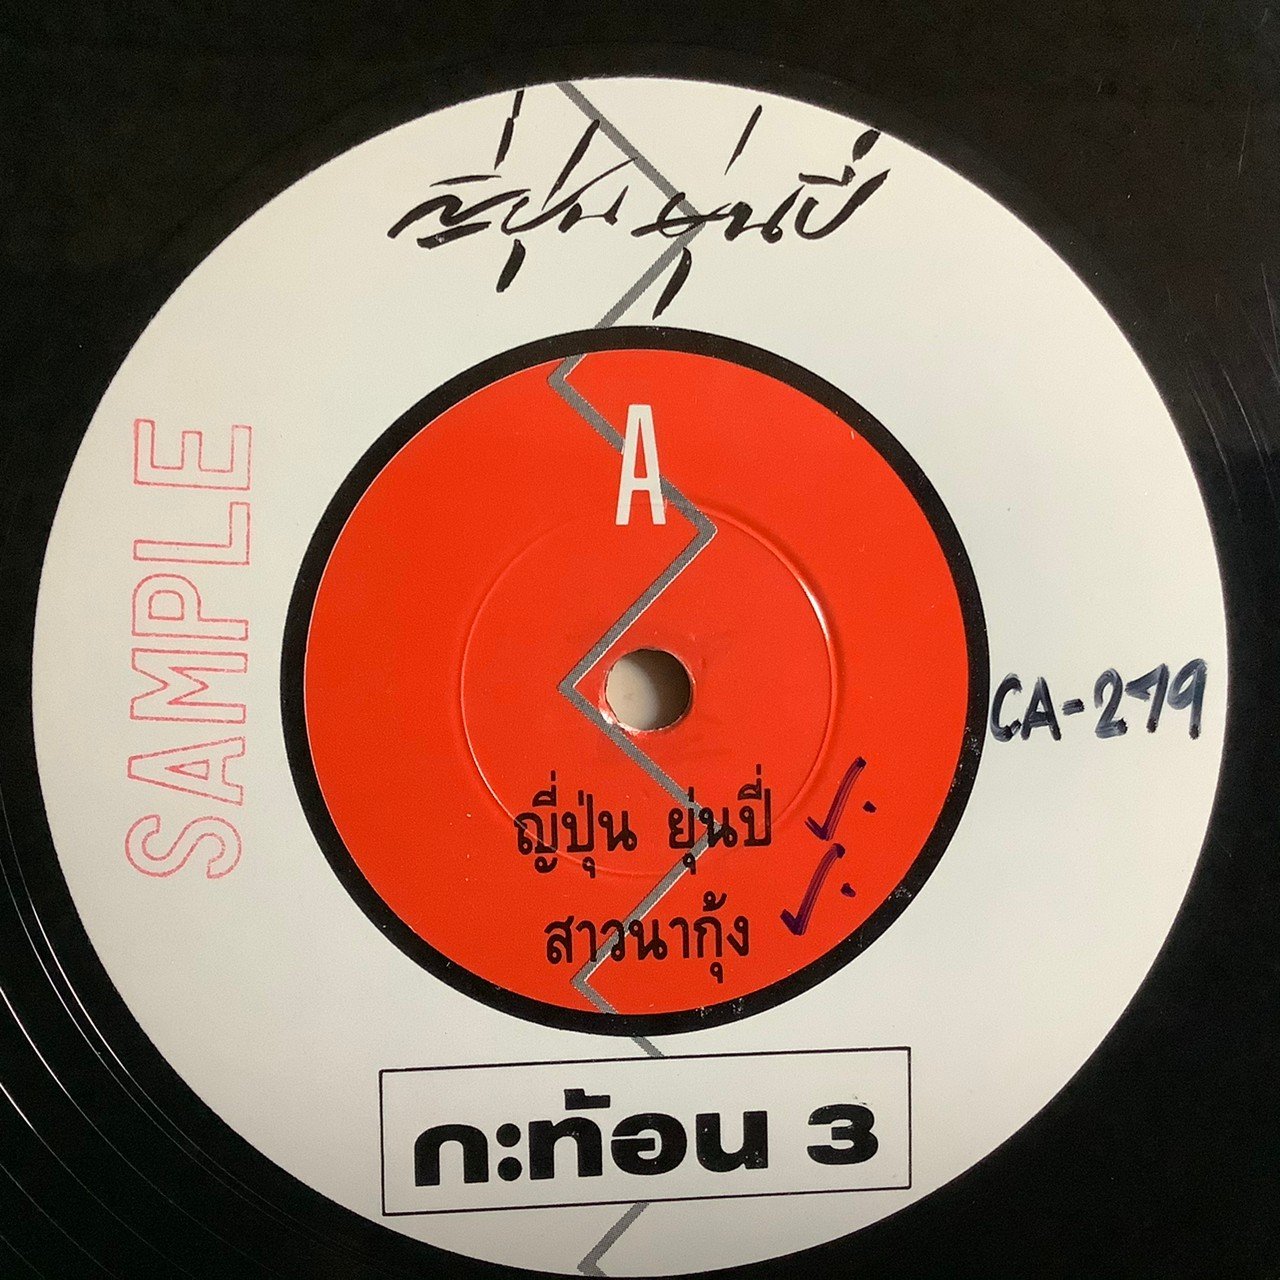 ญี่ปุ่น ยุ่นปี่
A
SAMPLE
CA-279
ญี่ปุ่น ยุ่นปี่
สาวนากุ้ง
กะท้อน 3